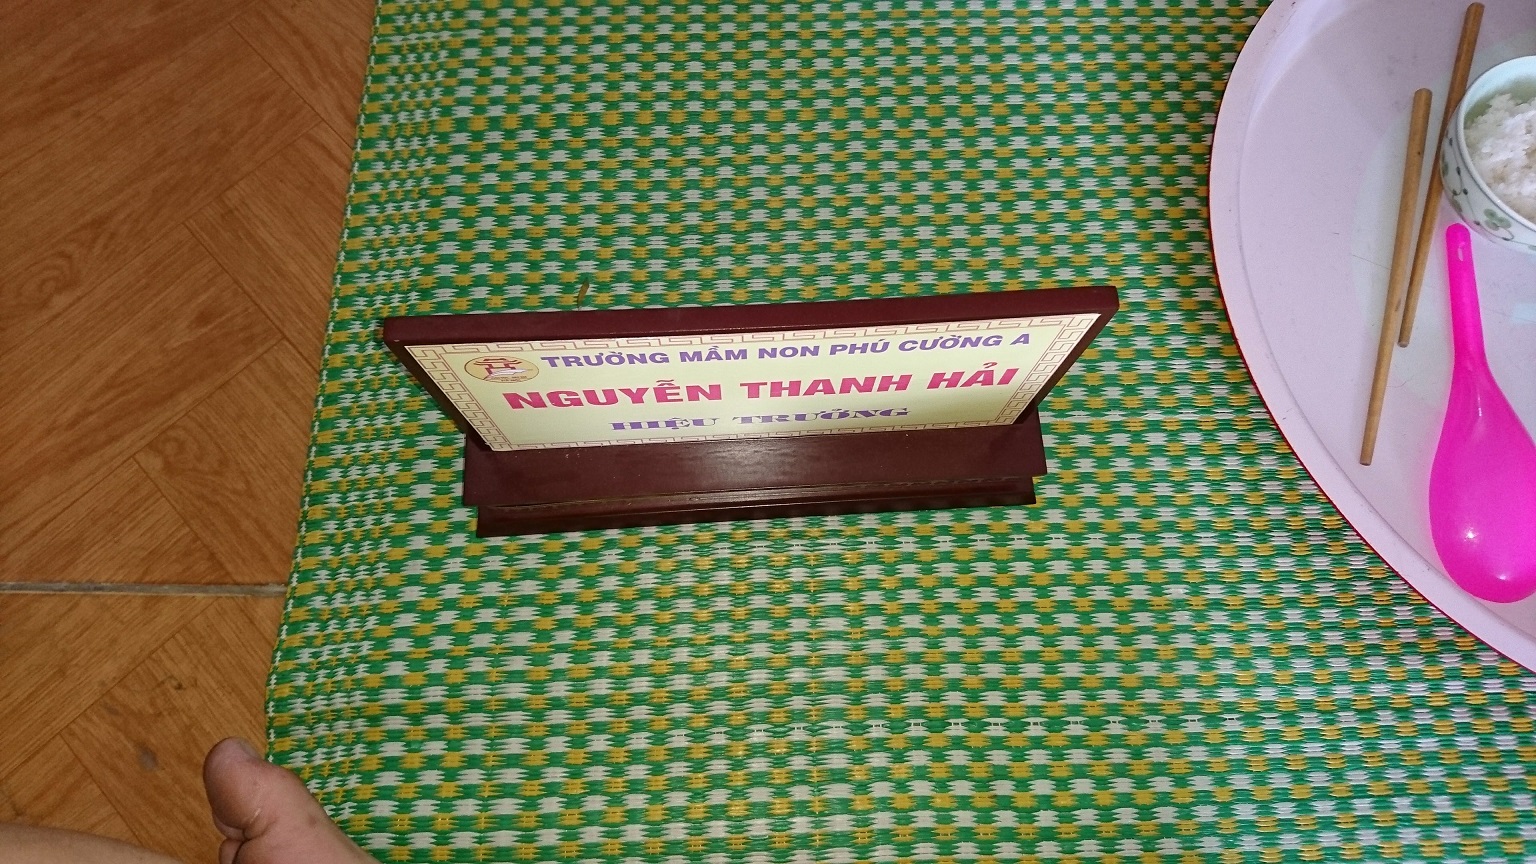 TRƯỜNG MẦM NON PHÚ CƯỜNG A
NGUYỄN THANH HẢI
HIỆU TRƯỞNG